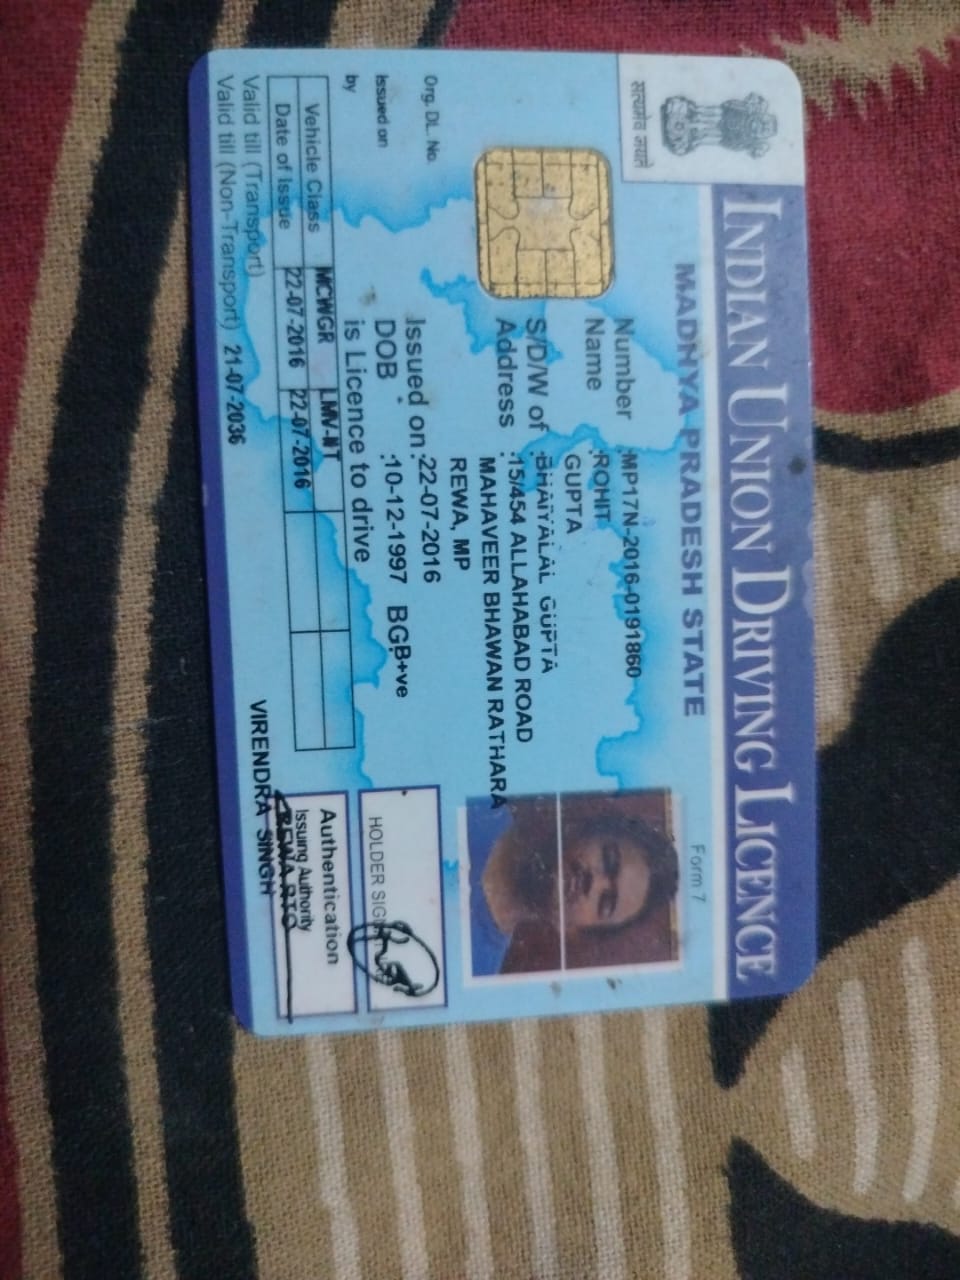 सत्यमेव जयते
INDIAN UNION DRIVING LICENCE
MADHYA PRADESH STATE
Form 7
Number :MP17N-2016-0191860
Name :ROHIT
GUPTA
S/D/W of :BHAIYALAL GUPTA
Address :15/454 ALLAHABAD ROAD
MAHAVEER BHAWAN RATHARA
REWA, MP
Org. DL. No.
Issued on :22-07-2016
Issued on
DOB :10-12-1997 BG:B+ve
by
is Licence to drive
Vehicle Class MCWGR LMV-NT
Date of Issue 22-07-2016 22-07-2016
Valid till (Transport)
Valid till (Non-Transport) 21-07-2036
HOLDER SIGN
Authentication
Issuing Authority
REWA RTO
VIRENDRA SINGH